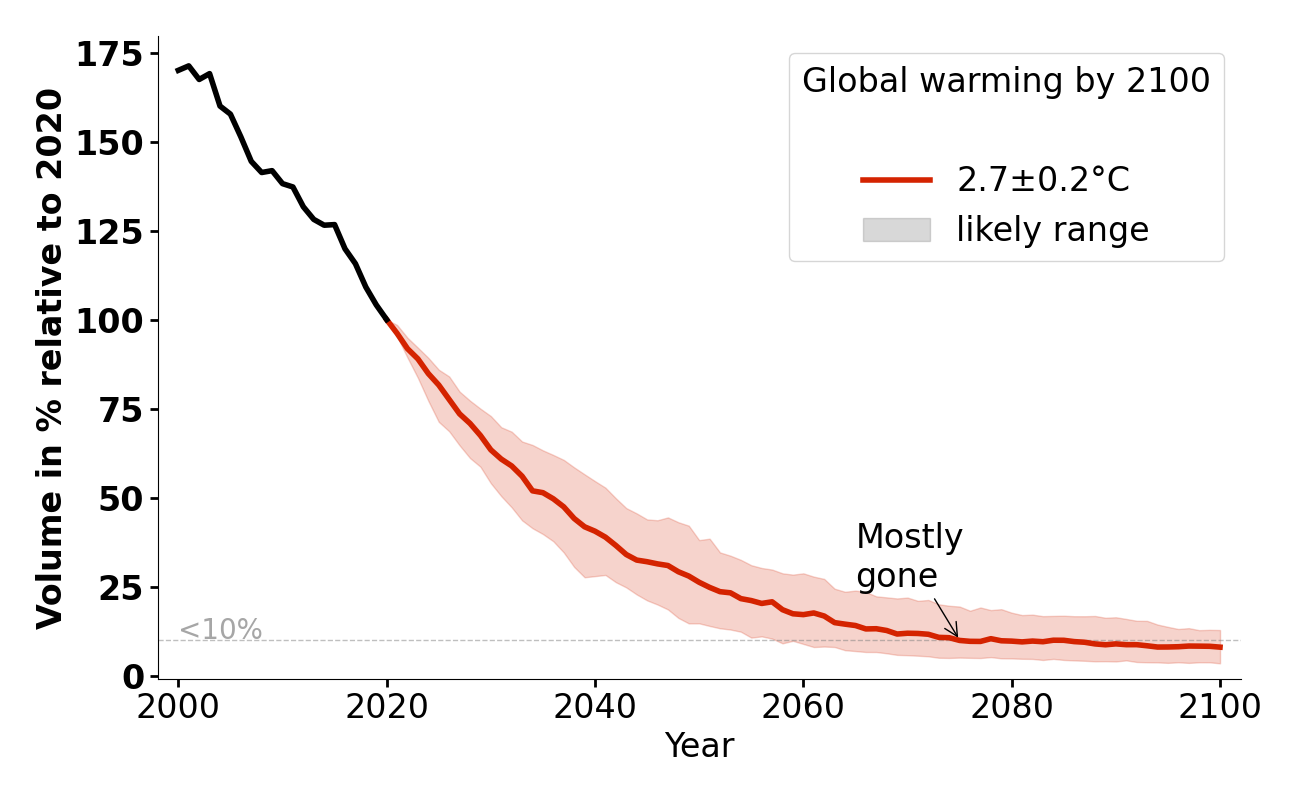 175
150
125
100
75
50
25
0
Volume in % relative to 2020
Global warming by 2100
2.7±0.2°C
likely range
Mostly
gone
<10%
2000 2020 2040 2060 2080 2100
Year